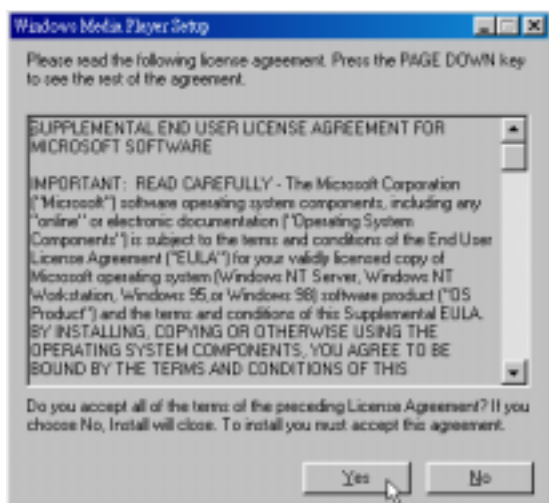 Windows Media Player Setup
Please read the following license agreement. Press the PAGE DOWN key
to see the rest of the agreement.
SUPPLEMENTAL END USER LICENSE AGREEMENT FOR
MICROSOFT SOFTWARE
IMPORTANT: READ CAREFULLY - The Microsoft Corporation
("Microsoft") software operating system components, including any
"online" or electronic documentation ("Operating System
Components") is subject to the terms and conditions of the End User
License Agreement ("EULA") for your validly licensed copy of
Microsoft operating system (Windows NT Server, Windows NT
Workstation, Windows 95,or Windows 98) software product ("OS
Product") and the terms and conditions of this Supplemental EULA.
BY INSTALLING, COPYING OR OTHERWISE USING THE
OPERATING SYSTEM COMPONENTS, YOU AGREE TO BE
BOUND BY THE TERMS AND CONDITIONS OF THIS
Do you accept all of the terms of the preceding License Agreement? If you
choose No, Install will close. To install you must accept this agreement.
Yes No